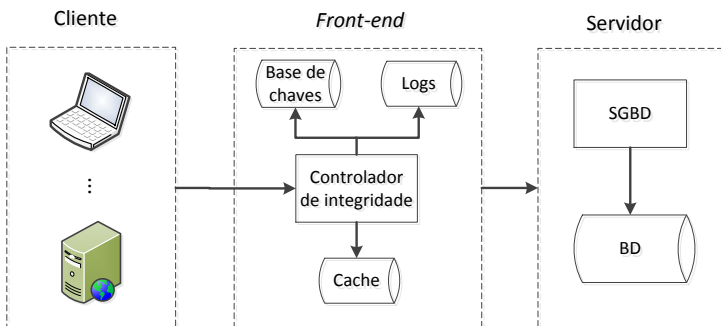 Cliente
Front-end
Servidor
Base de
chaves
Logs
SGBD
...
Controlador
de integridade
BD
Cache